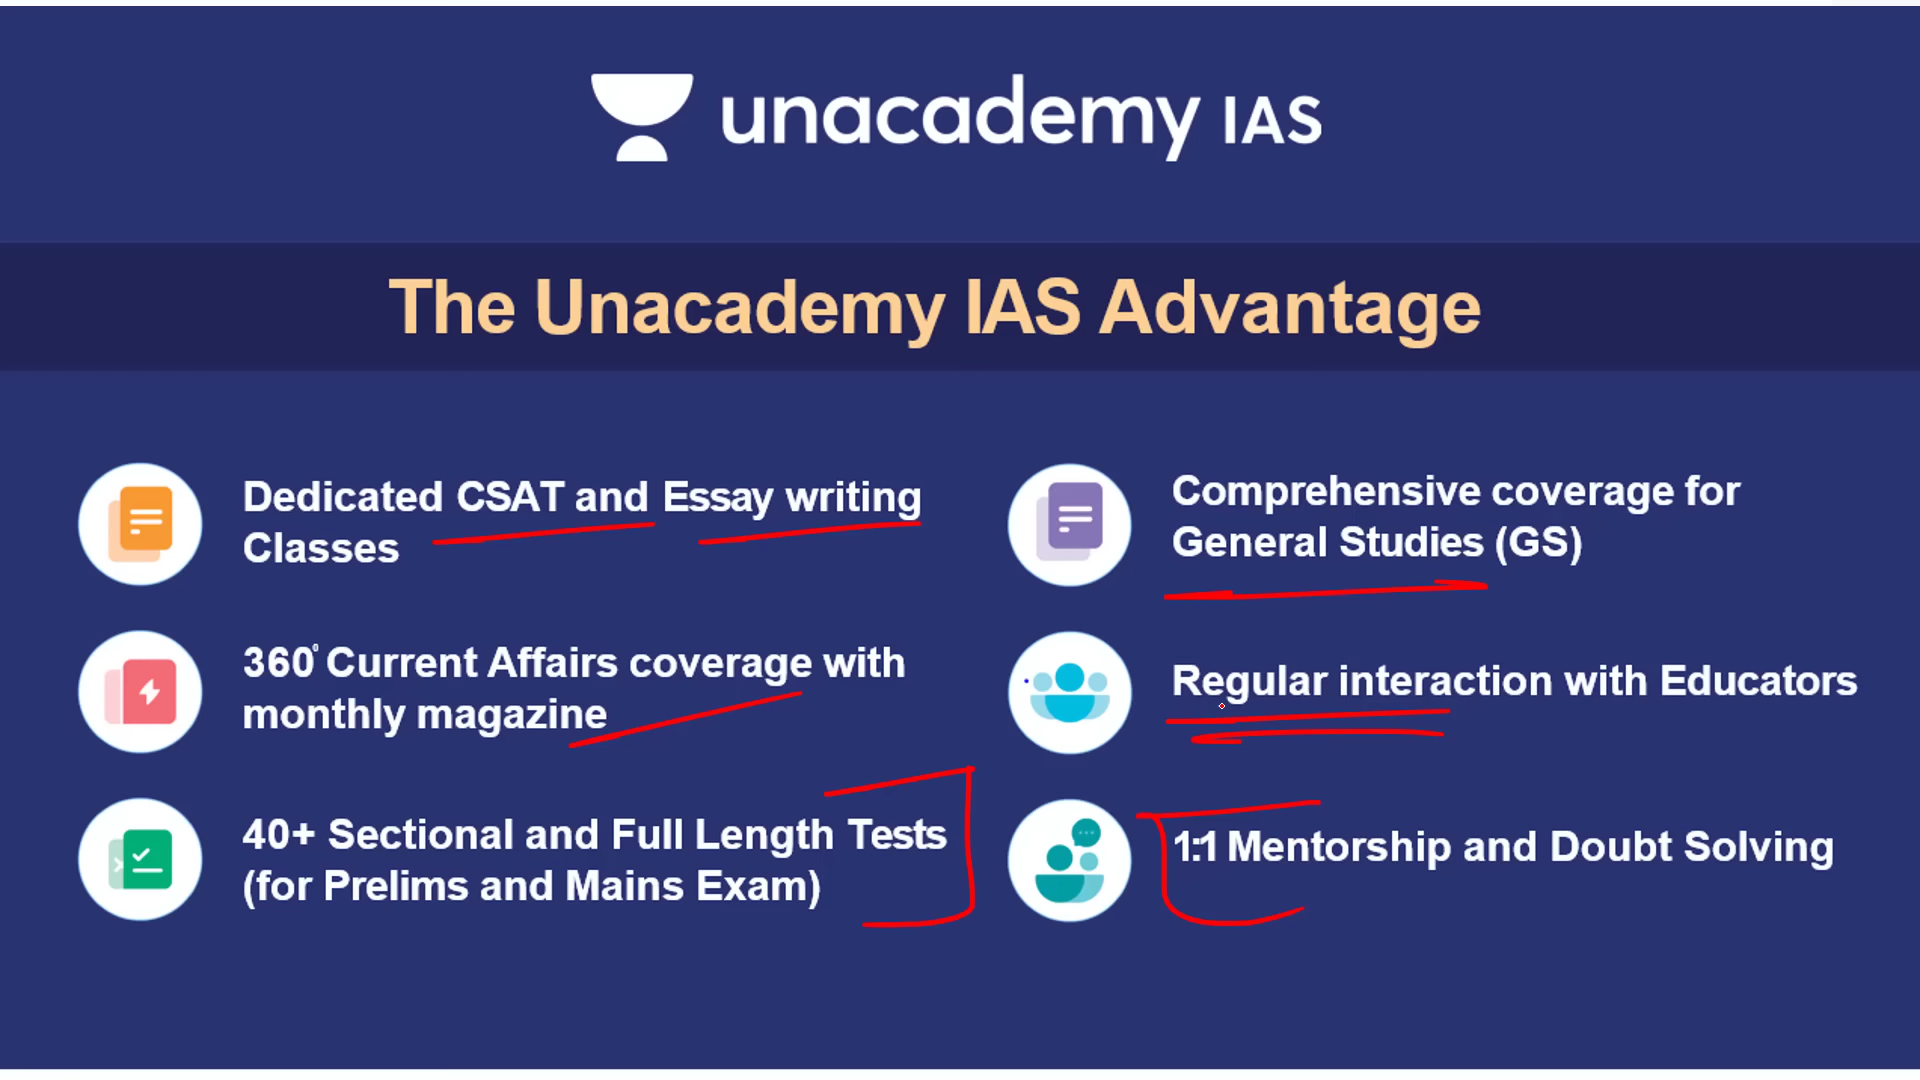 unacademy IAS
The Unacademy IAS Advantage
Dedicated CSAT and Essay writing
Classes
360° Current Affairs coverage with
monthly magazine
40+ Sectional and Full Length Tests
(for Prelims and Mains Exam)
Comprehensive coverage for
General Studies (GS)
Regular interaction with Educators
1:1 Mentorship and Doubt Solving